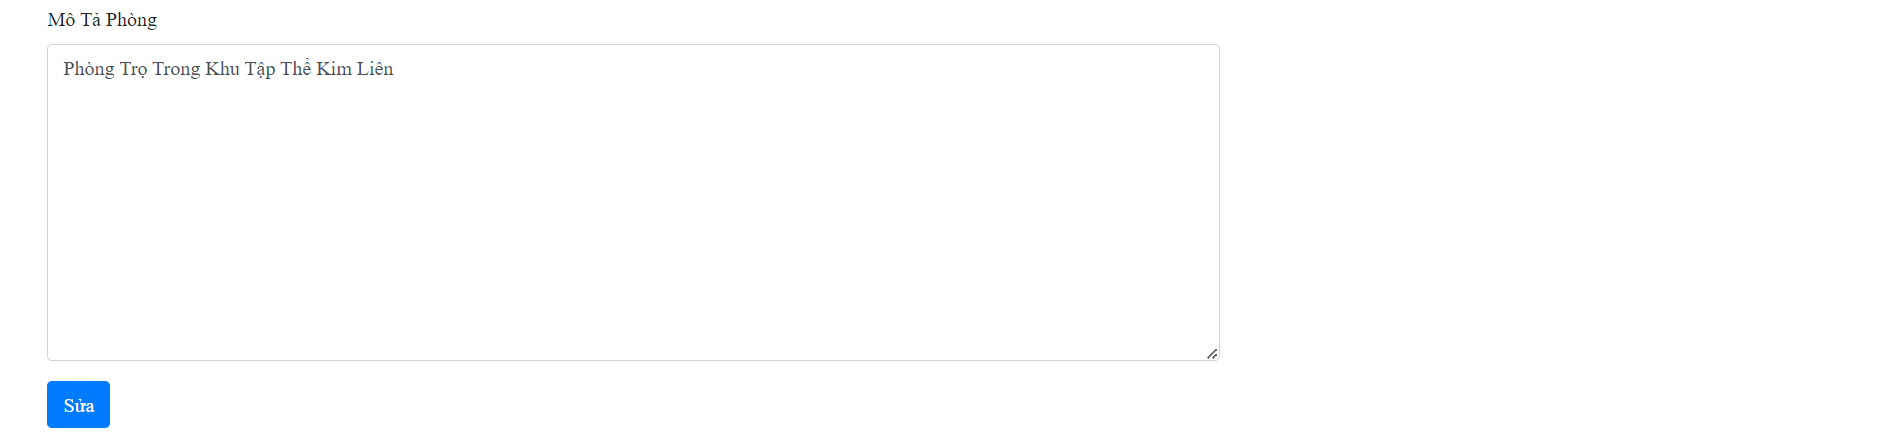 Mô Tả Phòng
Phòng Trọ Trong Khu Tập Thể Kim Liên
Sửa